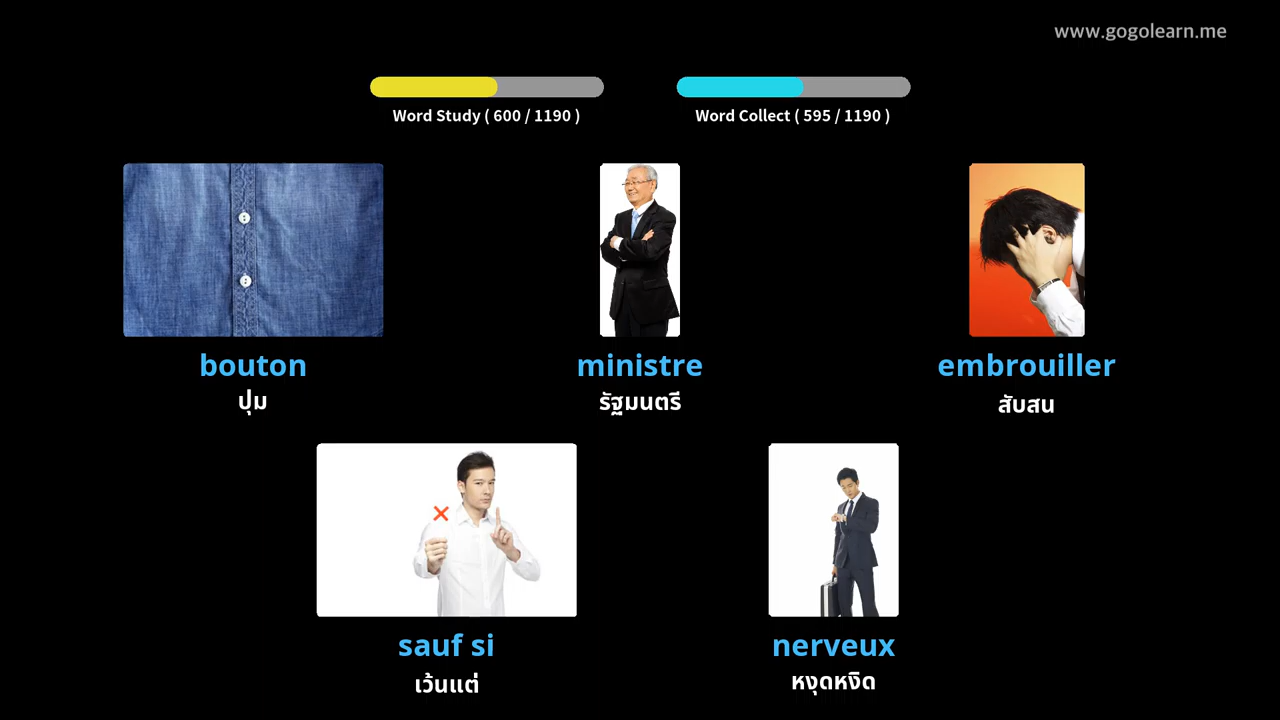 www.gogolearn.me
Word Study ( 600 / 1190 )
Word Collect ( 595 / 1190 )
bouton
ปุ่ม
ministre
รัฐมนตรี
embrouiller
สับสน
sauf si
เว้นแต่
nerveux
หงุดหงิด